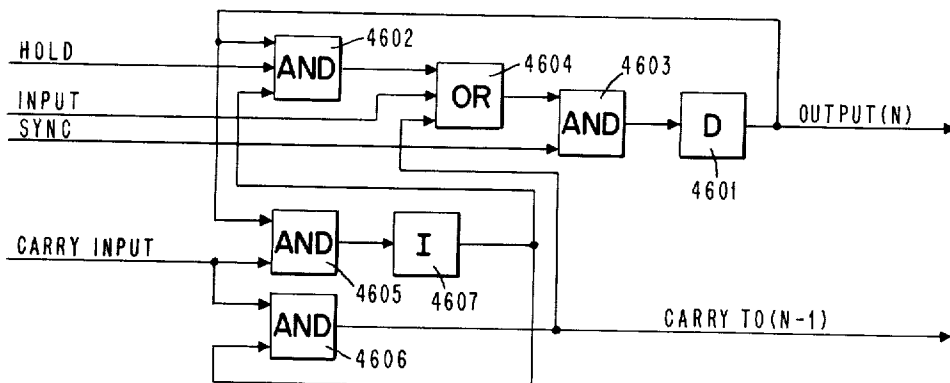 4602
HOLD
AND
4604
4603
OR
INPUT
SYNC
AND
D
OUTPUT(N)
4601
CARRY INPUT
AND
I
4605
4607
AND
4606
CARRY TO(N-1)